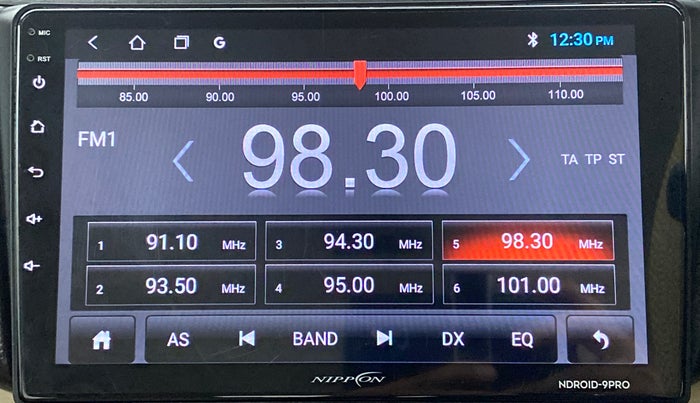 MIC
G
12:30 PM
RST
85.00 90.00 95.00 100.00 105.00 110.00
FM1
98.30
TA TP ST
1 91.10 MHz 3 94.30 MHz 5 98.30 MHz
2 93.50 MHz 4 95.00 MHz 6 101.00 MHz
AS BAND DX EQ
NIPPON
NDROID-9PRO